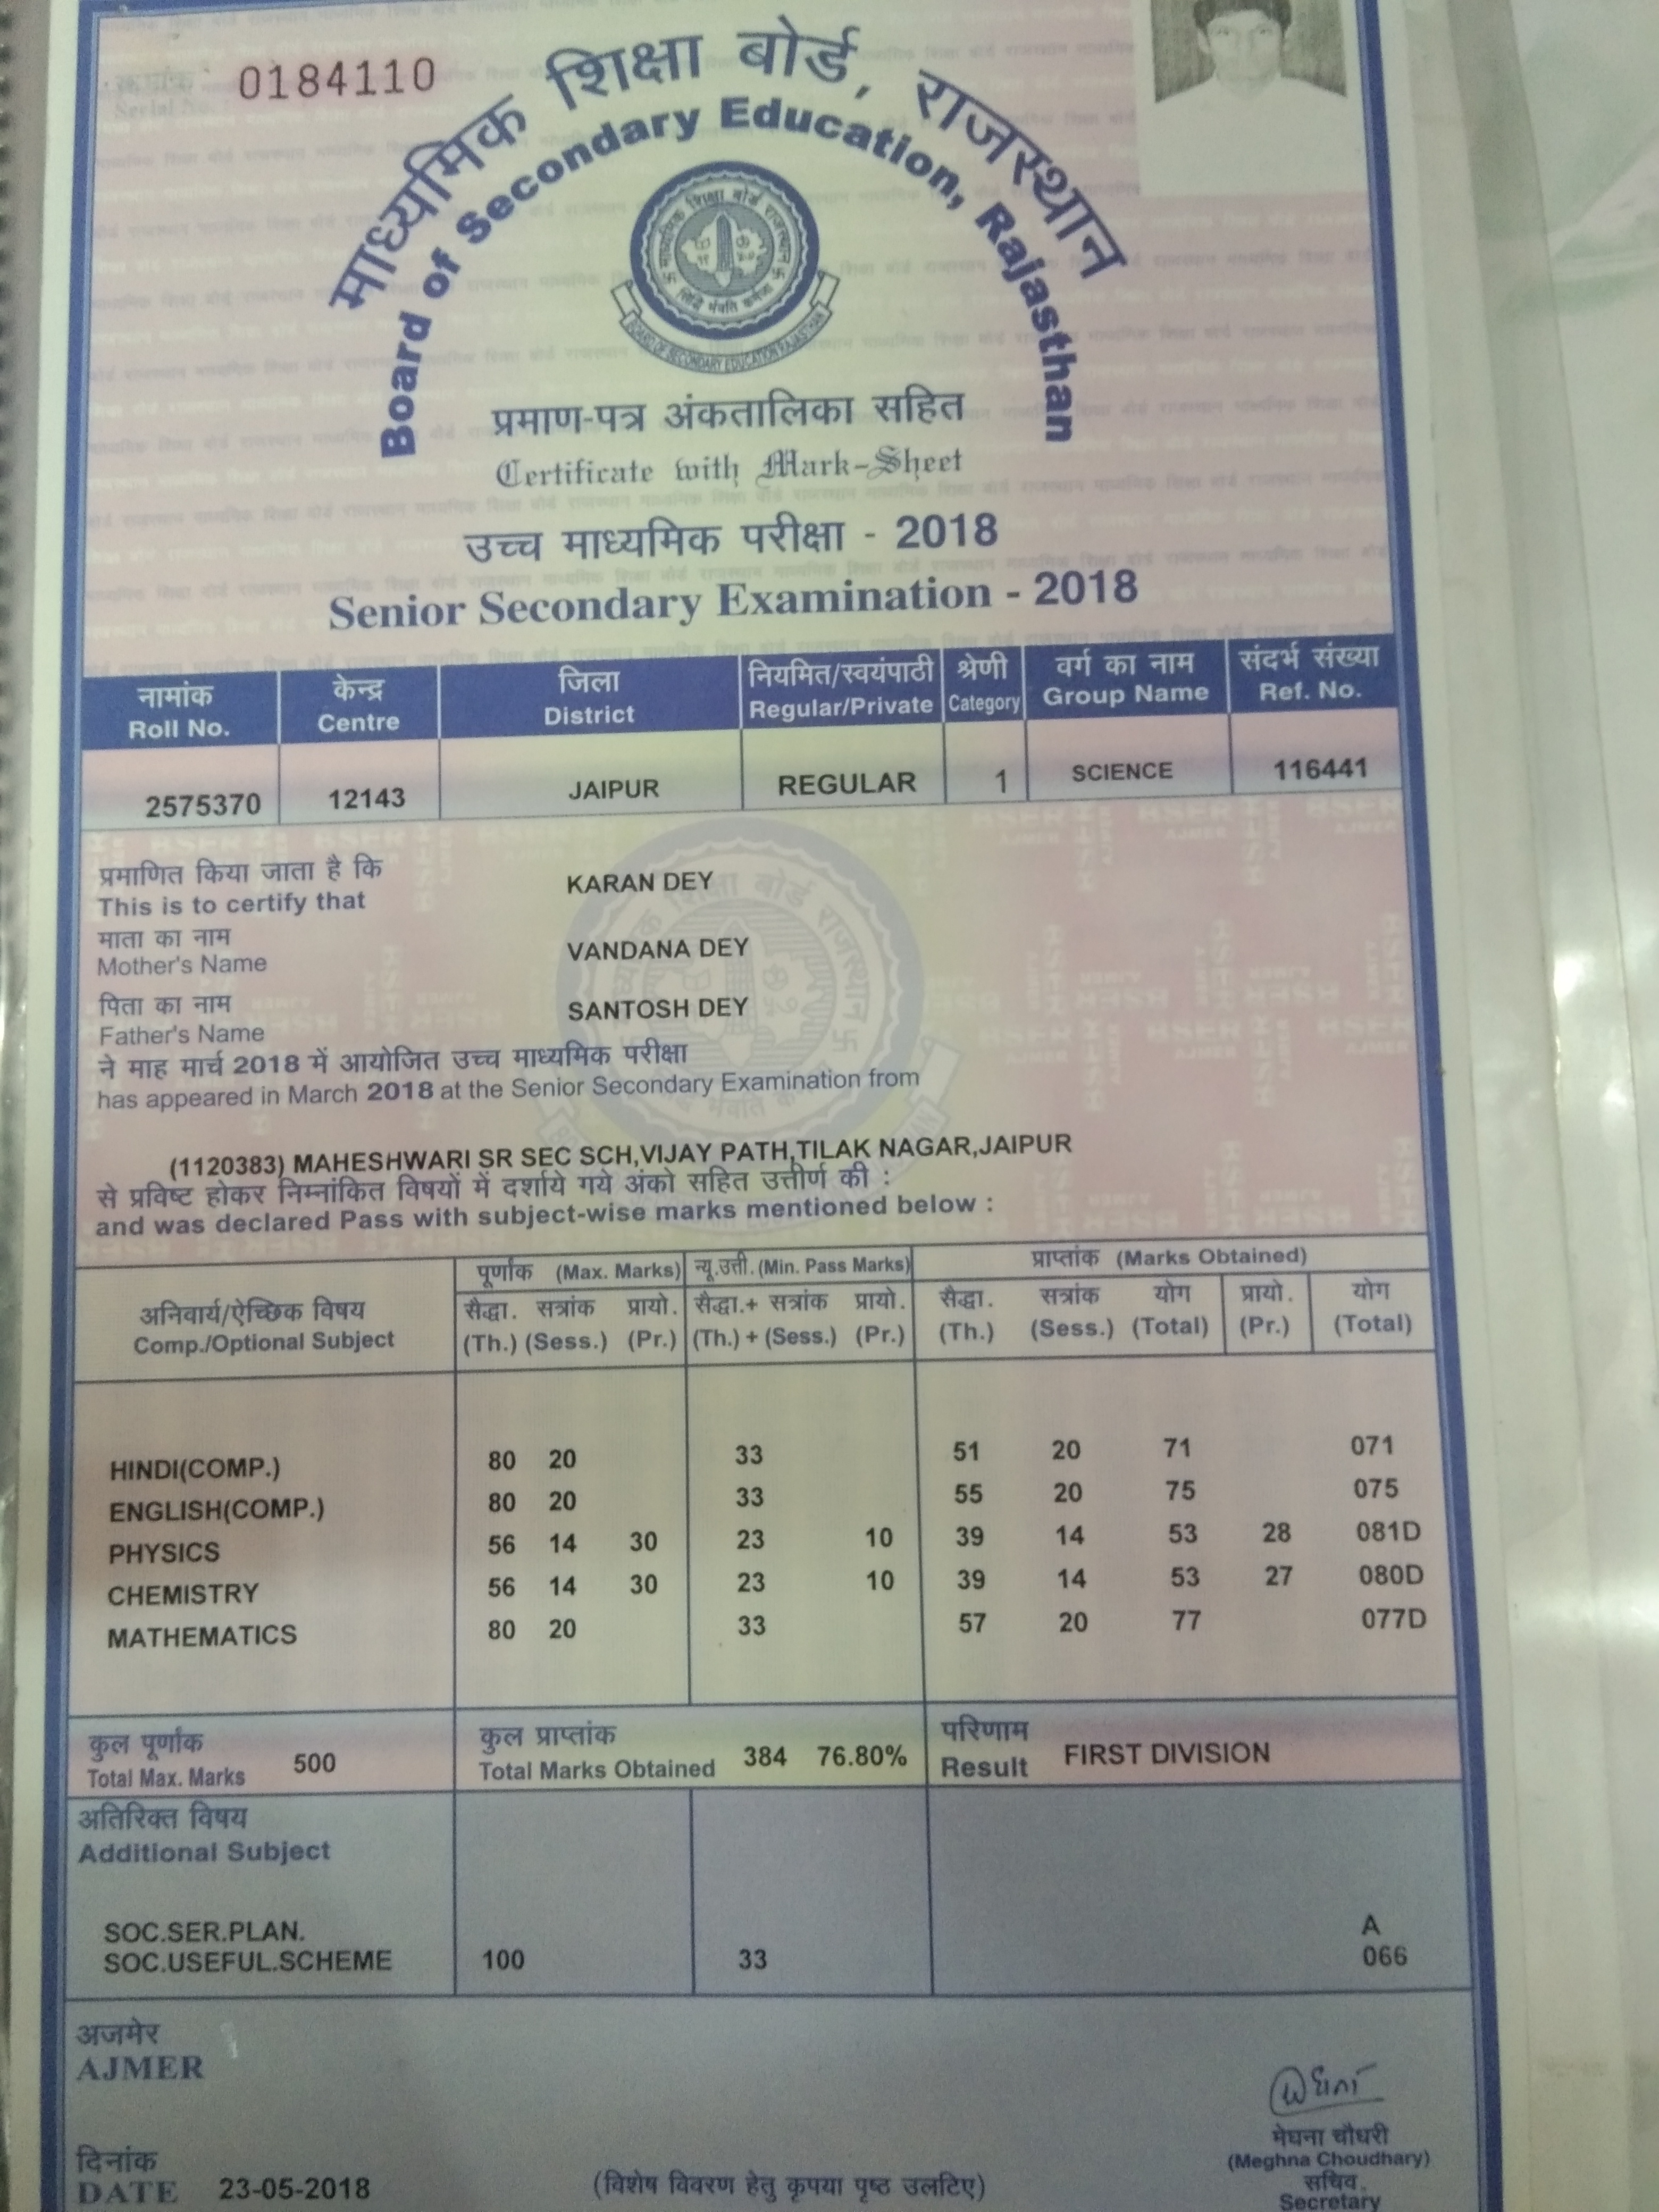 क्रमांक
Serial No. : 0184110
माध्यमिक शिक्षा बोर्ड, राजस्थान
Board of Secondary Education, Rajasthan
माध्यमिक शिक्षा बोर्ड राजस्थान
BOARD OF SECONDARY EDUCATION RAJASTHAN
प्रमाण-पत्र अंकतालिका सहित
Certificate with Mark-Sheet
उच्च माध्यमिक परीक्षा - 2018
Senior Secondary Examination - 2018
नामांक केन्द्र जिला नियमित/स्वयंपाठी श्रेणी वर्ग का नाम संदर्भ संख्या
Roll No. Centre District Regular/Private Category Group Name Ref. No.
2575370 12143 JAIPUR REGULAR 1 SCIENCE 116441
प्रमाणित किया जाता है कि
This is to certify that KARAN DEY
माता का नाम
Mother's Name VANDANA DEY
पिता का नाम
Father's Name SANTOSH DEY
ने माह मार्च 2018 में आयोजित उच्च माध्यमिक परीक्षा
has appeared in March 2018 at the Senior Secondary Examination from
(1120383) MAHESHWARI SR SEC SCH,VIJAY PATH,TILAK NAGAR,JAIPUR
से प्रविष्ट होकर निम्नांकित विषयों में दर्शाये गये अंको सहित उत्तीर्ण की :
and was declared Pass with subject-wise marks mentioned below :
पूर्णांक (Max. Marks) न्यू.उत्ती. (Min. Pass Marks) प्राप्तांक (Marks Obtained)
अनिवार्य/ऐच्छिक विषय सैद्धा. सत्रांक प्रायो. सैद्धा.+ सत्रांक प्रायो. सैद्धा. सत्रांक योग प्रायो. योग
Comp./Optional Subject (Th.) (Sess.) (Pr.) (Th.) + (Sess.) (Pr.) (Th.) (Sess.) (Total) (Pr.) (Total)
HINDI(COMP.) 80 20 33 51 20 71 071
ENGLISH(COMP.) 80 20 33 55 20 75 075
PHYSICS 56 14 30 23 10 39 14 53 28 081D
CHEMISTRY 56 14 30 23 10 39 14 53 27 080D
MATHEMATICS 80 20 33 57 20 77 077D
कुल पूर्णांक कुल प्राप्तांक परिणाम
Total Max. Marks 500 Total Marks Obtained 384 76.80% Result FIRST DIVISION
अतिरिक्त विषय
Additional Subject
SOC.SER.PLAN. A
SOC.USEFUL.SCHEME 100 33 066
अजमेर
AJMER
मेघना चौधरी
(Meghna Choudhary)
दिनांक
DATE 23-05-2018 (विशेष विवरण हेतु कृपया पृष्ठ उलटिए)
सचिव
Secretary